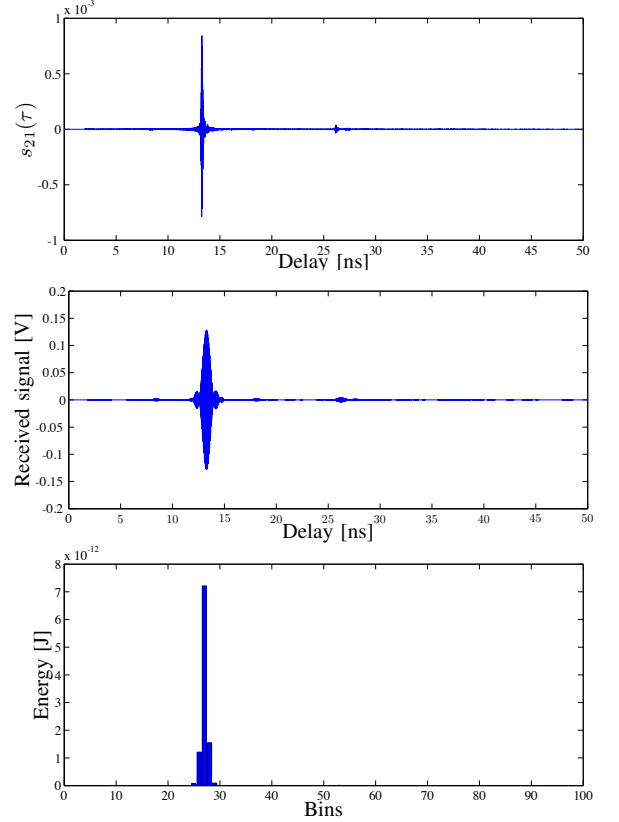 1 x 10^-3
0.5
0
-0.5
-1
s₂₁(τ)
0 5 10 15 20 25 30 35 40 45 50
Delay [ns]
0.2
0.15
0.1
0.05
0
-0.05
-0.1
-0.15
-0.2
Received signal [V]
0 5 10 15 20 25 30 35 40 45 50
Delay [ns]
8 x 10^-12
7
6
5
4
3
2
1
0
Energy [J]
0 10 20 30 40 50 60 70 80 90 100
Bins